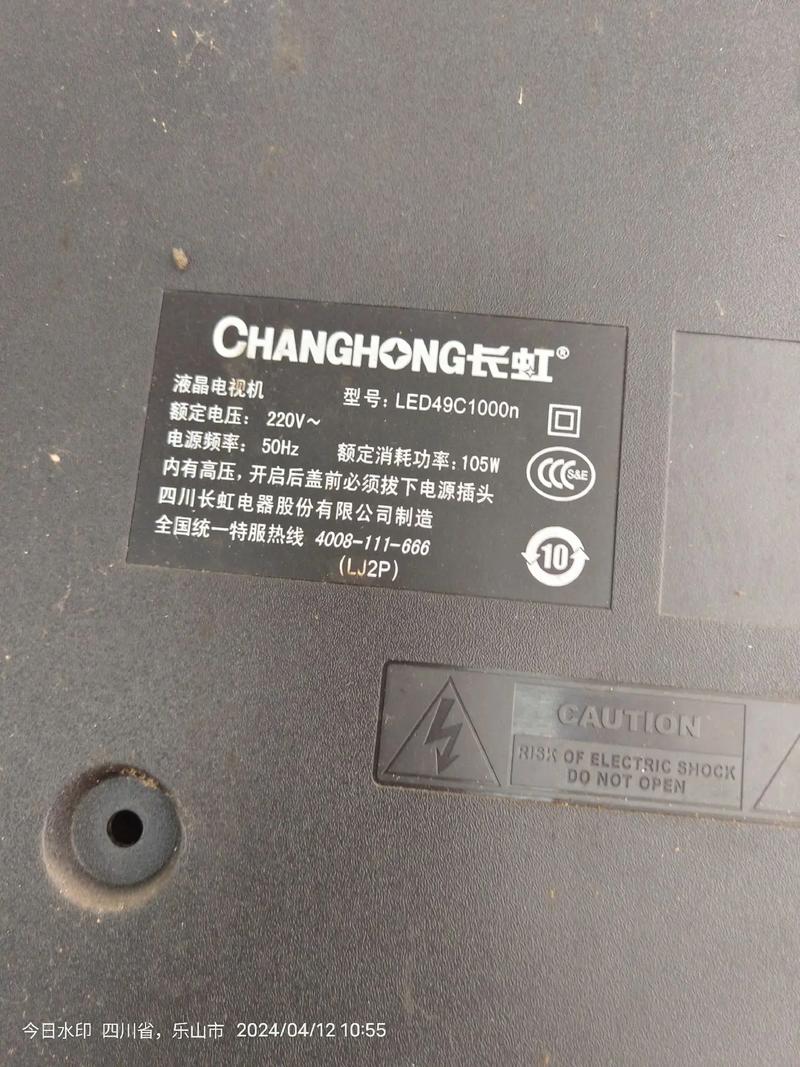 CHANGHONG长虹®
液晶电视机 型号: LED49C1000n
额定电压: 220V~
电源频率: 50Hz 额定消耗功率: 105W
内有高压，开启后盖前必须拔下电源插头
四川长虹电器股份有限公司制造
全国统一特服热线 4008-111-666
(LJ2P)
CCC S&E
10
CAUTION
RISK OF ELECTRIC SHOCK
DO NOT OPEN
今日水印 四川省，乐山市 2024/04/12 10:55